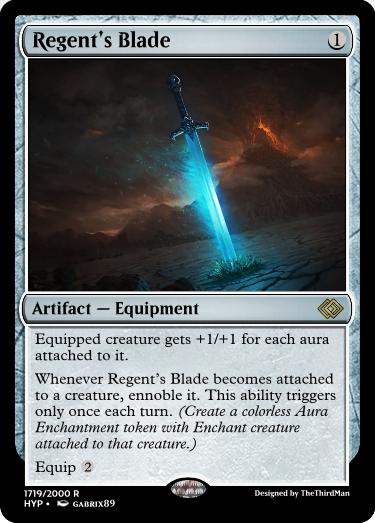 Regent's Blade 1
Artifact — Equipment
Equipped creature gets +1/+1 for each aura
attached to it.
Whenever Regent's Blade becomes attached
to a creature, ennoble it. This ability triggers
only once each turn. (Create a colorless Aura
Enchantment token with Enchant creature
attached to that creature.)
Equip 2
1719/2000 R
HYP • GABRIX89
Designed by TheThirdMan